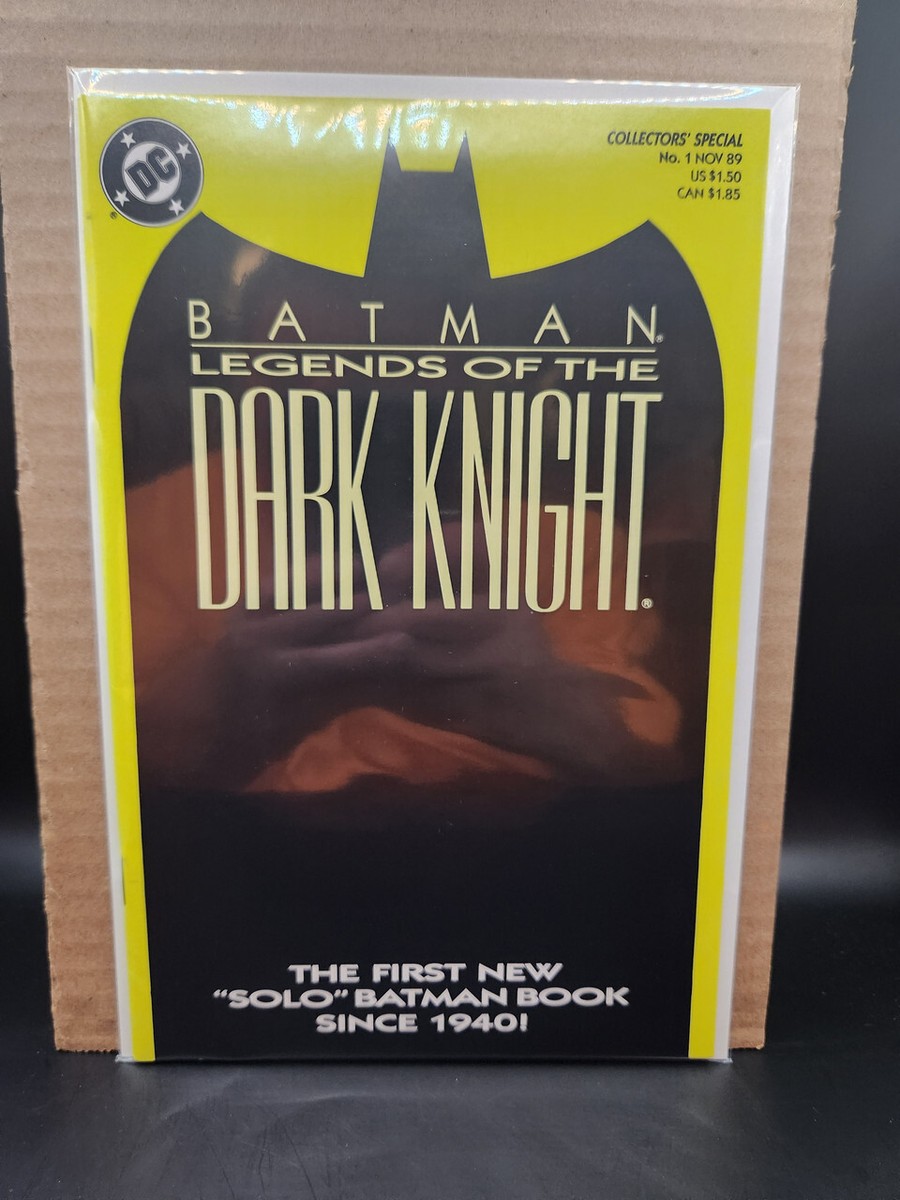 DC
®
COLLECTORS' SPECIAL
No. 1 NOV 89
US $1.50
CAN $1.85
BATMAN®
LEGENDS OF THE
DARK KNIGHT®
THE FIRST NEW
“SOLO” BATMAN BOOK
SINCE 1940!